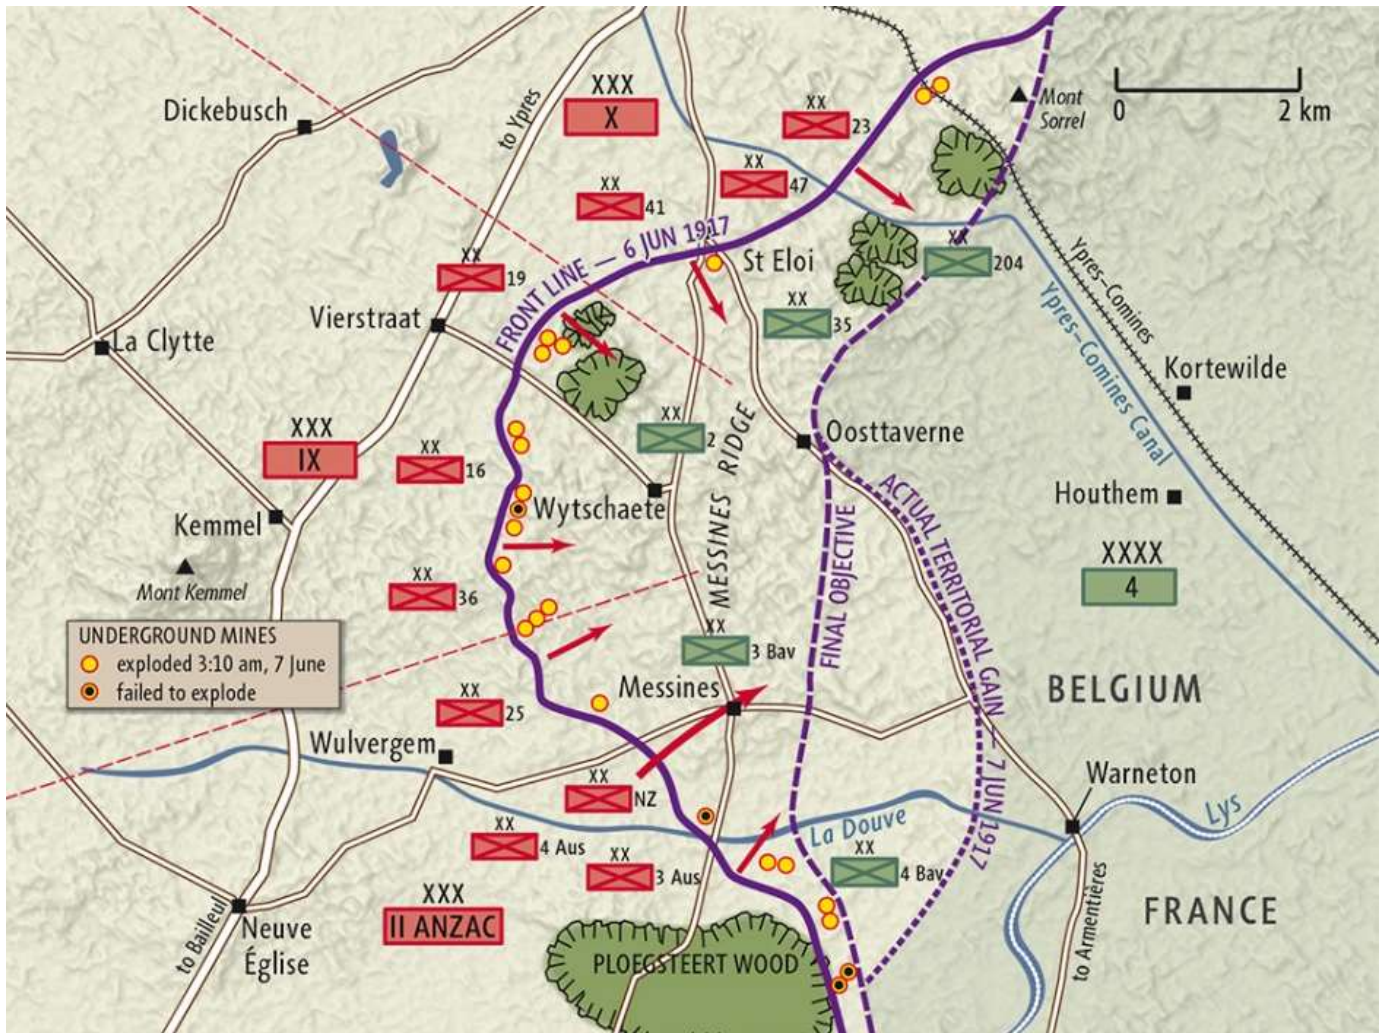 XXX
X
Dickebusch
to Ypres
XX
23
Mont
Sorrel
0
2 km
XX
47
XX
41
FRONT LINE — 6 JUN 1917
XX
19
St Eloi
XX
204
XX
35
Vierstraat
La Clytte
Ypres–Comines
Ypres–Comines Canal
Kortewilde
XXX
IX
XX
16
XX
2
MESSINES RIDGE
Oosttaverne
Wytschaete
Kemmel
Mont Kemmel
FINAL OBJECTIVE
ACTUAL TERRITORIAL GAIN — 7 JUN 1917
Houthem
XXXX
4
XX
36
UNDERGROUND MINES
exploded 3:10 am, 7 June
failed to explode
XX
3 Bav
Messines
BELGIUM
XX
25
Wulvergem
XX
NZ
Warneton
Lys
La Douve
XX
4 Aus
XX
3 Aus
XX
4 Bav
XXX
II ANZAC
FRANCE
to Bailleul
Neuve
Église
PLOEGSTEERT WOOD
to Armentières